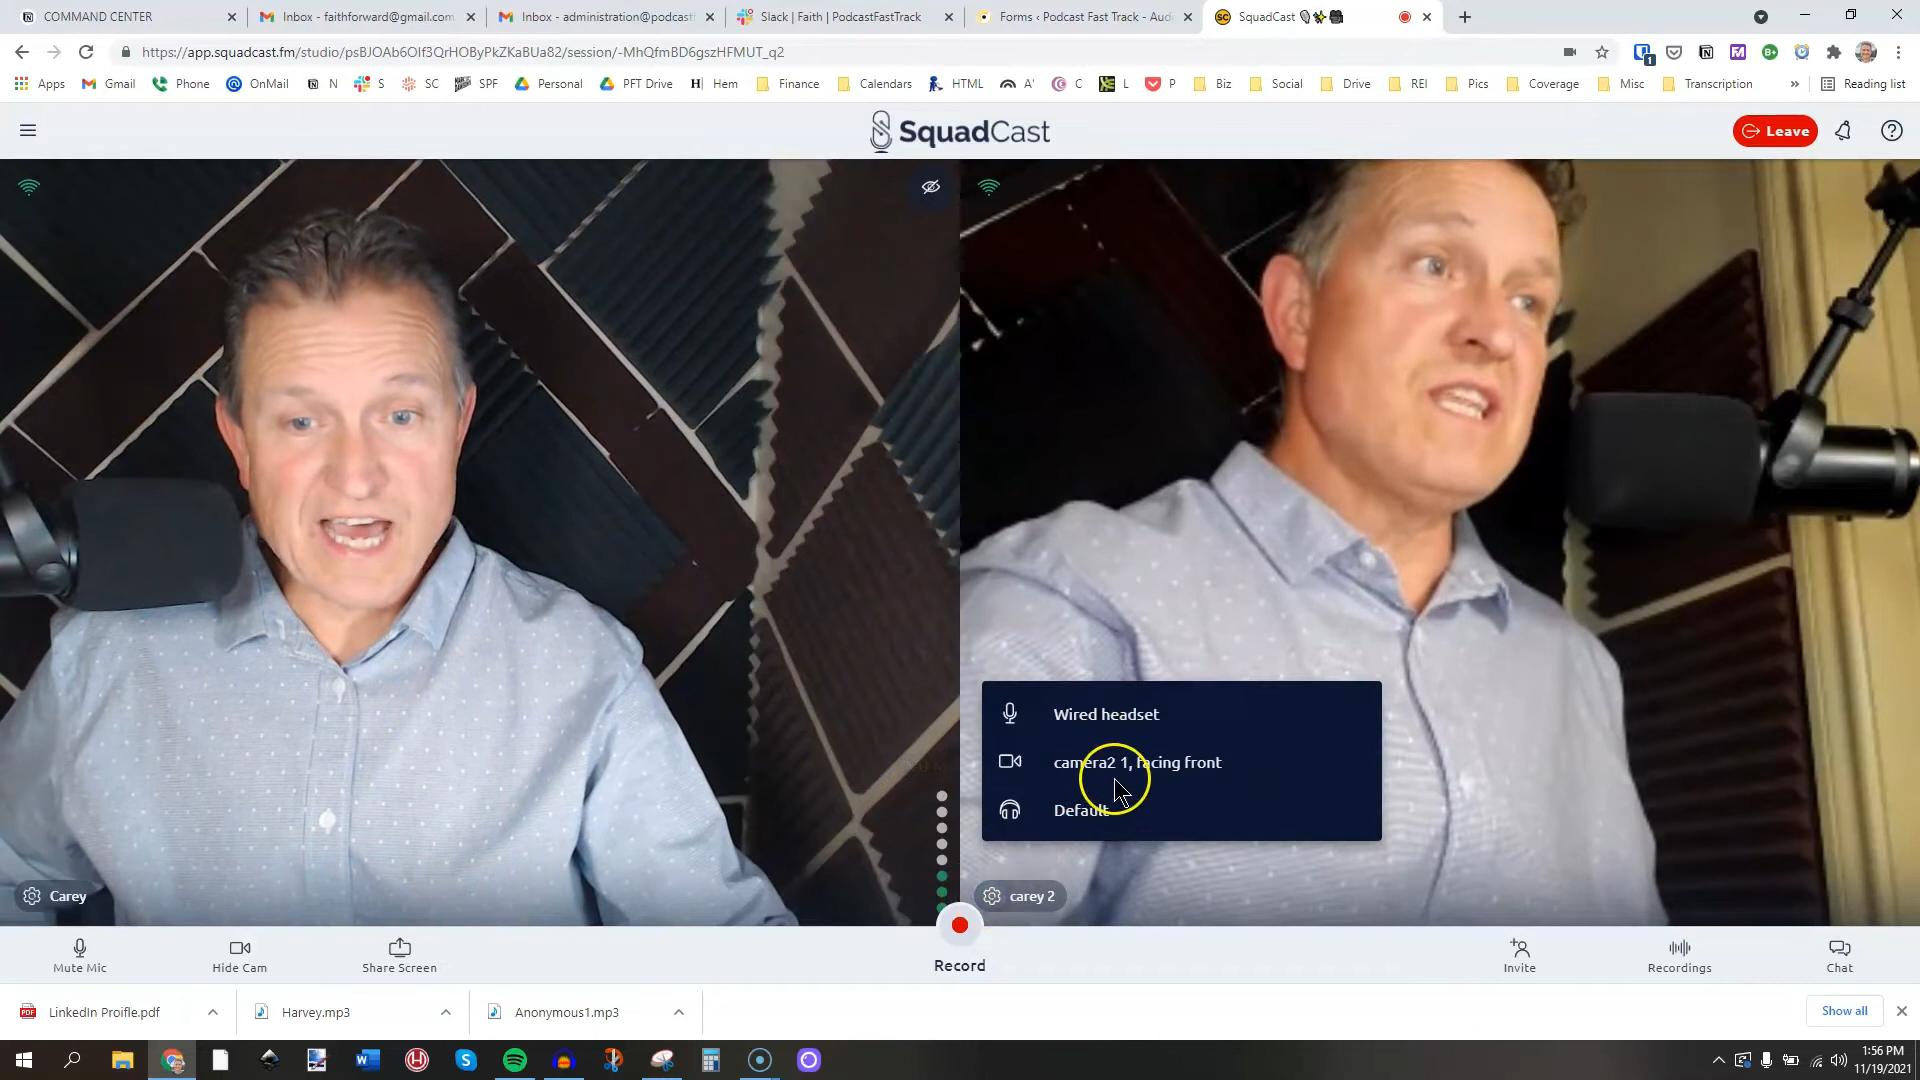 COMMAND CENTER
Inbox - faithforward@gmail.com
Inbox - administration@podcast
Slack | Faith | PodcastFastTrack
Forms ‹ Podcast Fast Track - Aud
SC SquadCast
https://app.squadcast.fm/studio/psBJOAb6OIf3QrHOByPkZKaBUa82/session/-MhQfmBD6gszHFMUT_q2
Apps Gmail Phone OnMail N S SC SPF Personal PFT Drive Hem Finance Calendars HTML A' C L P Biz Social Drive REI Pics Coverage Misc Transcription » Reading list
SquadCast
Leave
Wired headset
camera2 1, facing front
Default
Carey
carey 2
Mute Mic
Hide Cam
Share Screen
Record
Invite
Recordings
Chat
LinkedIn Proifle.pdf
Harvey.mp3
Anonymous1.mp3
Show all
1:56 PM
11/19/2021